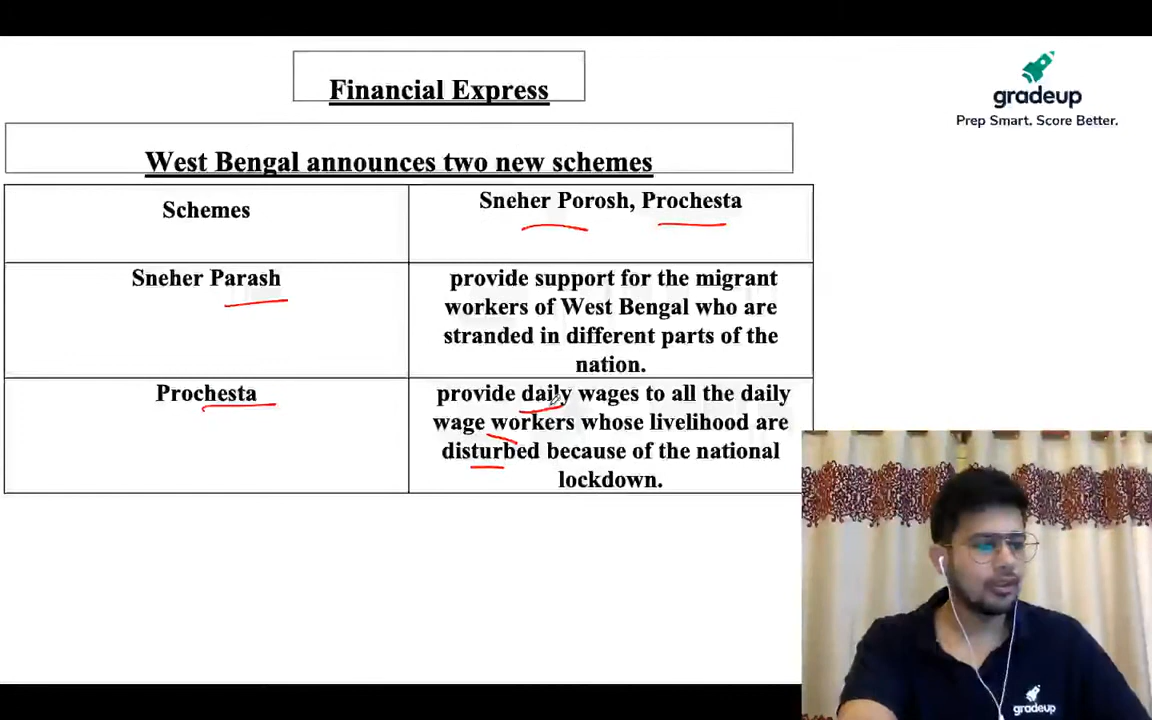 Financial Express
gradeup
Prep Smart. Score Better.
West Bengal announces two new schemes
Schemes
Sneher Porosh, Prochesta
Sneher Parash
provide support for the migrant
workers of West Bengal who are
stranded in different parts of the
nation.
Prochesta
provide daily wages to all the daily
wage workers whose livelihood are
disturbed because of the national
lockdown.
gradeup